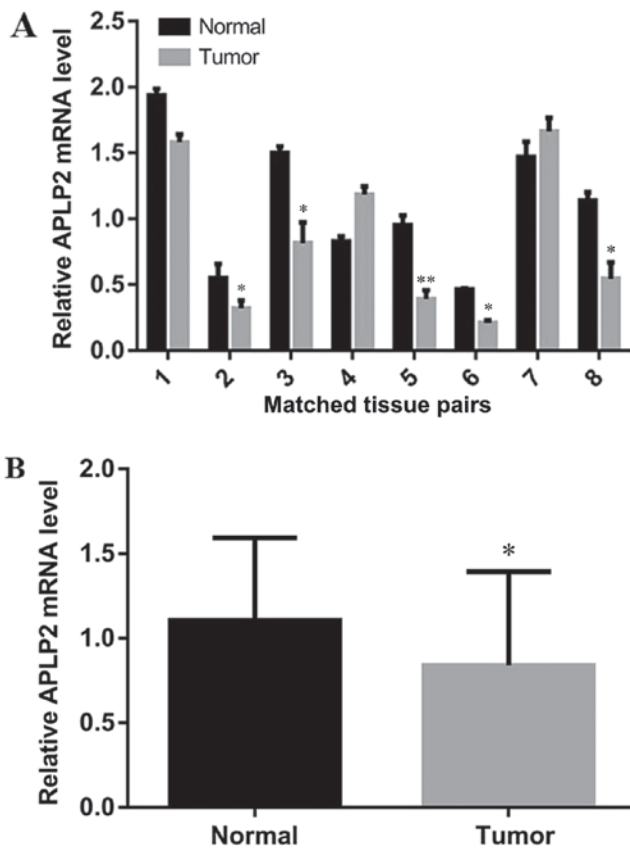 A
Relative APLP2 mRNA level
2.5
2.0
1.5
1.0
0.5
0.0
Normal
Tumor
*
*
**
*
*
1 2 3 4 5 6 7 8
Matched tissue pairs
B
Relative APLP2 mRNA level
2.0
1.5
1.0
0.5
0.0
*
Normal Tumor